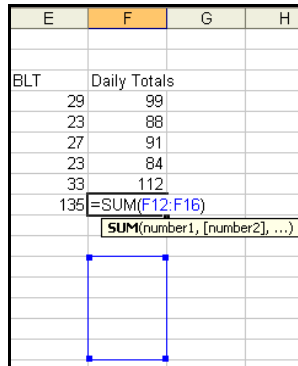 E F G H
BLT Daily Totals
29 99
23 88
27 91
23 84
33 112
135 =SUM(F12:F16)
SUM(number1, [number2], ...)